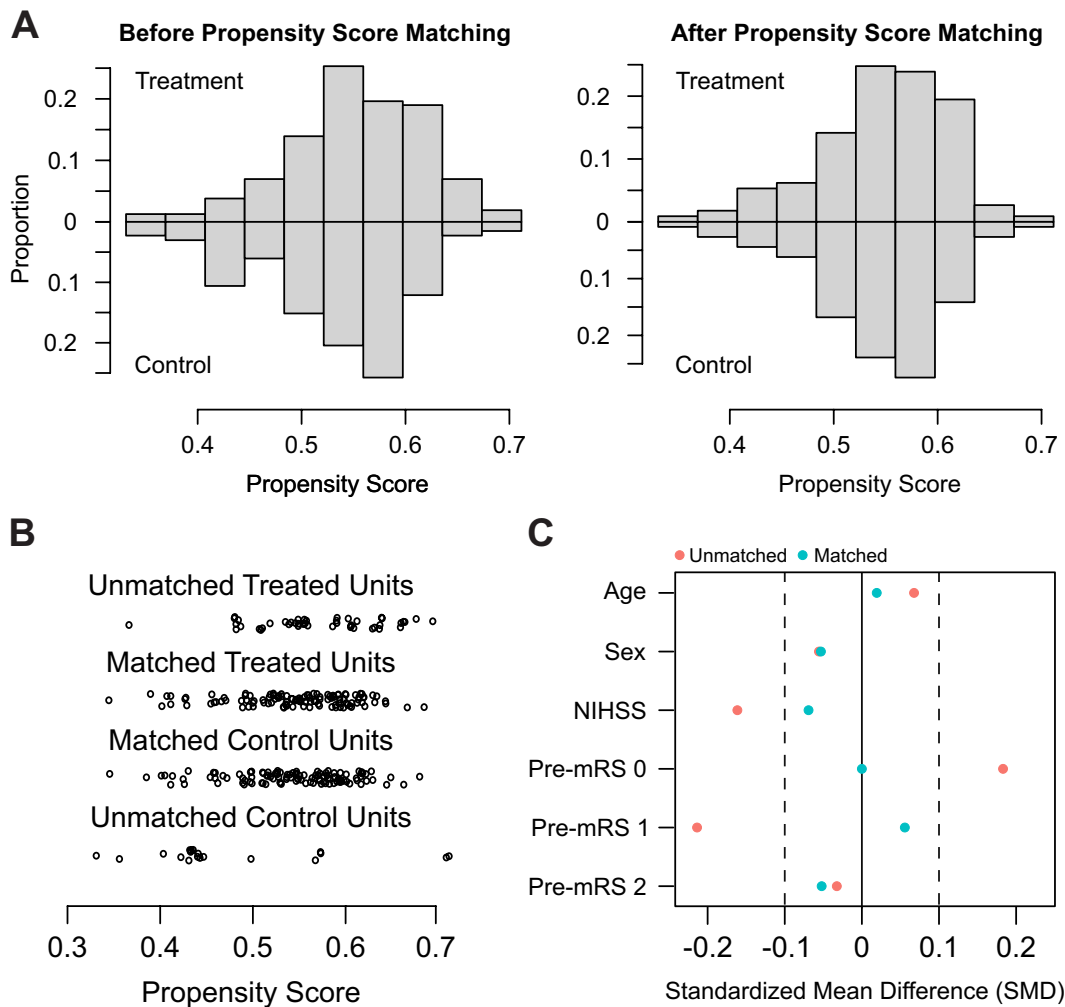 A
Before Propensity Score Matching
After Propensity Score Matching
Treatment
Treatment
0.2
0.1
0
0.1
0.2
Proportion
Control
0.2
0.1
0
0.1
0.2
Control
0.4 0.5 0.6 0.7
Propensity Score
0.4 0.5 0.6 0.7
Propensity Score
B
Unmatched Treated Units
Matched Treated Units
Matched Control Units
Unmatched Control Units
0.3 0.4 0.5 0.6 0.7
Propensity Score
C
Unmatched Matched
Age
Sex
NIHSS
Pre-mRS 0
Pre-mRS 1
Pre-mRS 2
-0.2 -0.1 0 0.1 0.2
Standardized Mean Difference (SMD)